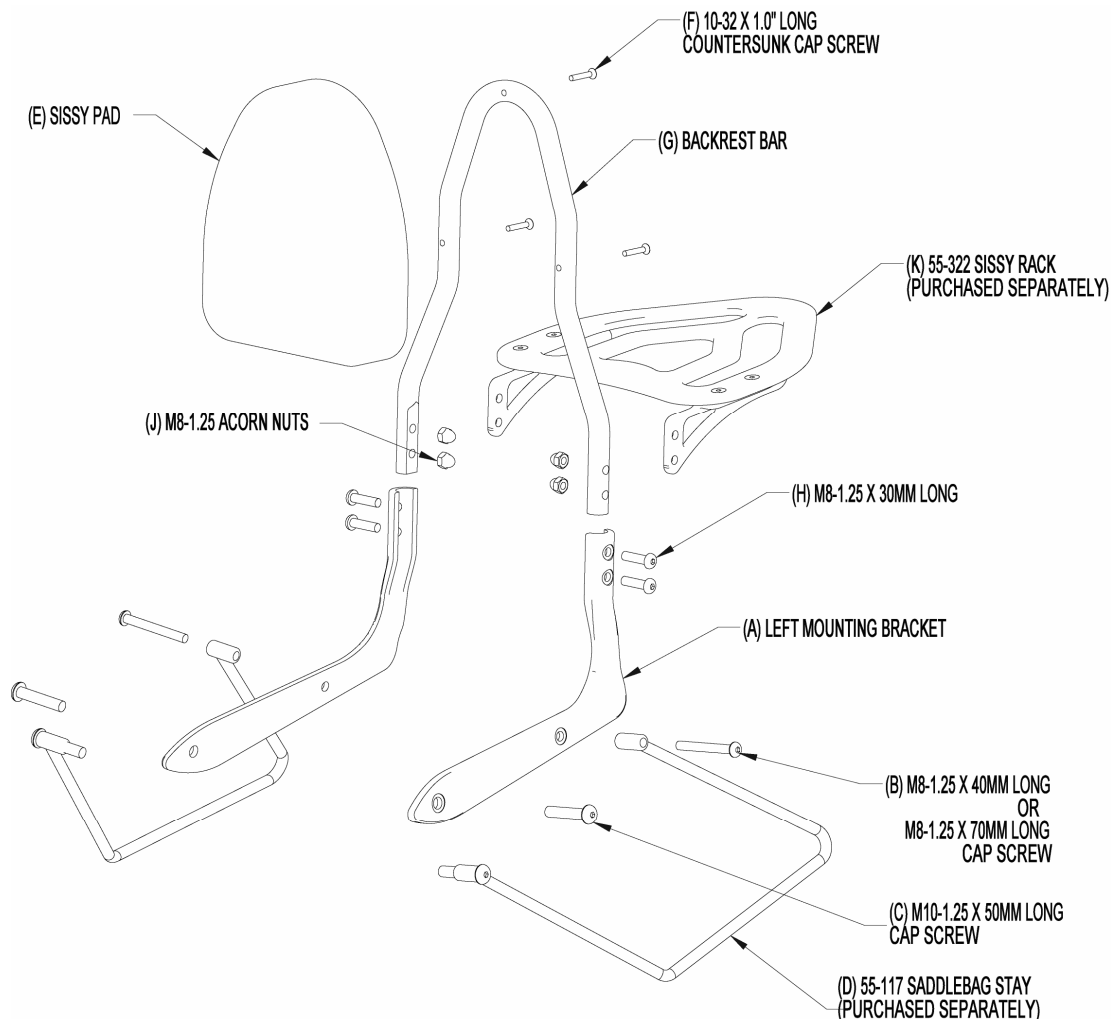 (F) 10-32 X 1.0" LONG
COUNTERSUNK CAP SCREW
(E) SISSY PAD
(G) BACKREST BAR
(K) 55-322 SISSY RACK
(PURCHASED SEPARATELY)
(J) M8-1.25 ACORN NUTS
(H) M8-1.25 X 30MM LONG
(A) LEFT MOUNTING BRACKET
(B) M8-1.25 X 40MM LONG
OR
M8-1.25 X 70MM LONG
CAP SCREW
(C) M10-1.25 X 50MM LONG
CAP SCREW
(D) 55-117 SADDLEBAG STAY
(PURCHASED SEPARATELY)